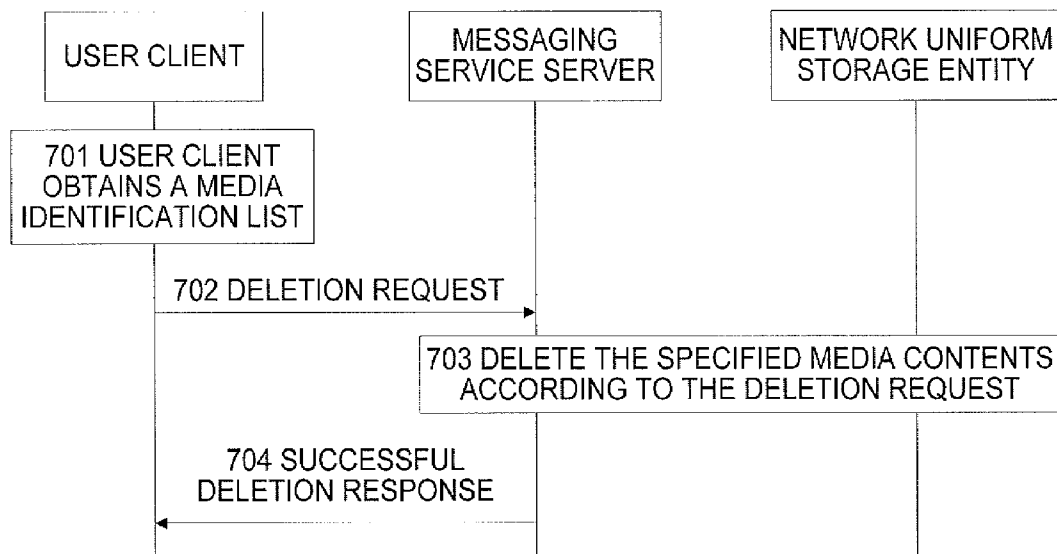 USER CLIENT
MESSAGING
SERVICE SERVER
NETWORK UNIFORM
STORAGE ENTITY
701 USER CLIENT
OBTAINS A MEDIA
IDENTIFICATION LIST
702 DELETION REQUEST
703 DELETE THE SPECIFIED MEDIA CONTENTS
ACCORDING TO THE DELETION REQUEST
704 SUCCESSFUL
DELETION RESPONSE